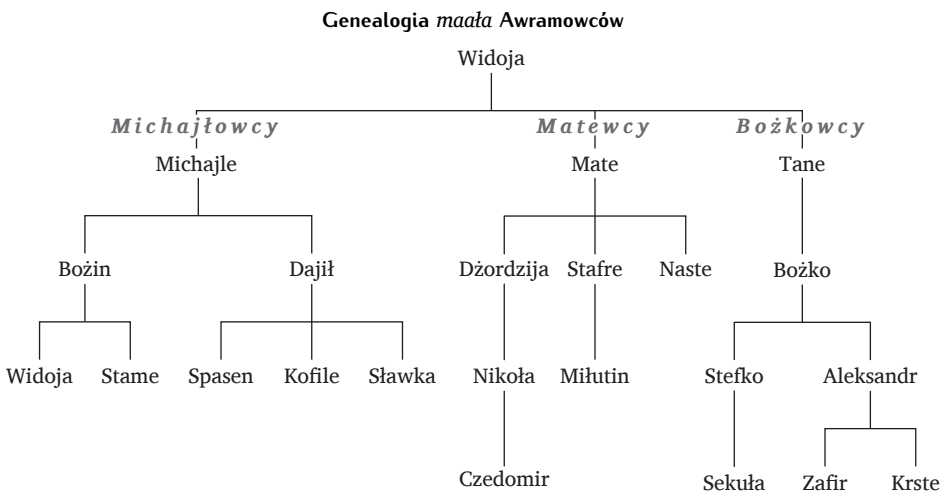 Genealogia maała Awramowców
Widoja
Michajłowcy Matewcy Bożkowcy
Michajle Mate Tane
Bożin Dajił Dżordzija Stafre Naste Bożko
Widoja Stame Spasen Kofile Sławka Nikoła Miłutin Stefko Aleksandr
Czedomir Sekuła Zafir Krste